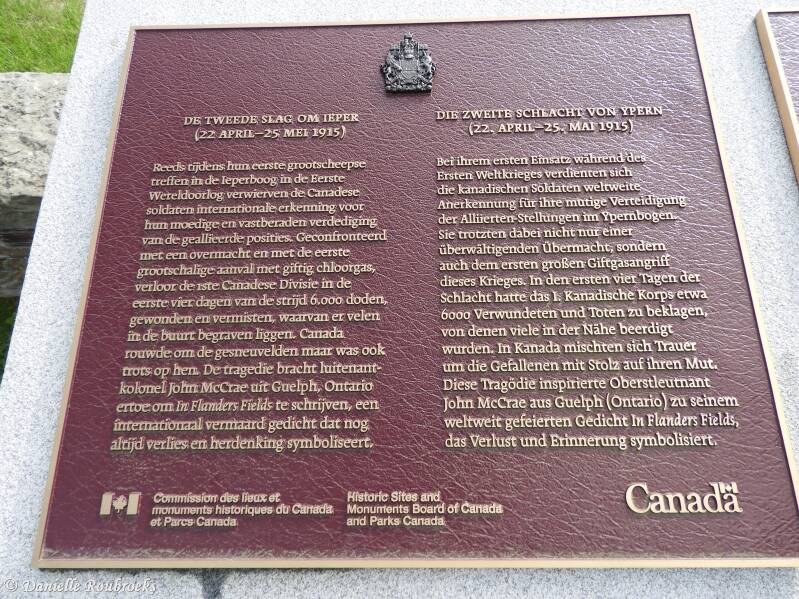 DE TWEEDE SLAG OM IEPER
(22 APRIL–25 MEI 1915)
Reeds tijdens hun eerste grootscheepse
treffen in de Ieperboog in de Eerste
Wereldoorlog verwierven de Canadese
soldaten internationale erkenning voor
hun moedige en vastberaden verdediging
van de geallieerde posities. Geconfronteerd
met een overmacht en met de eerste
grootschalige aanval met giftig chloorgas,
verloor de 1ste Canadese Divisie in de
eerste vier dagen van de strijd 6.000 doden,
gewonden en vermisten, waarvan er velen
in de buurt begraven liggen. Canada
rouwde om de gesneuvelden maar was ook
trots op hen. De tragedie bracht luitenant-
kolonel John McCrae uit Guelph, Ontario
ertoe om In Flanders Fields te schrijven, een
internationaal vermaard gedicht dat nog
altijd verlies en herdenking symboliseert.
DIE ZWEITE SCHLACHT VON YPERN
(22. APRIL–25. MAI 1915)
Bei ihrem ersten Einsatz während des
Ersten Weltkrieges verdienten sich
die kanadischen Soldaten weltweite
Anerkennung für ihre mutige Verteidigung
der Alliierten-Stellungen im Ypernbogen.
Sie trotzten dabei nicht nur einer
überwältigenden Übermacht, sondern
auch dem ersten großen Giftgasangriff
dieses Krieges. In den ersten vier Tagen der
Schlacht hatte das 1. Kanadische Korps etwa
6000 Verwundeten und Toten zu beklagen,
von denen viele in der Nähe beerdigt
wurden. In Kanada mischten sich Trauer
um die Gefallenen mit Stolz auf ihren Mut.
Diese Tragödie inspirierte Oberstleutnant
John McCrae aus Guelph (Ontario) zu seinem
weltweit gefeierten Gedicht In Flanders Fields,
das Verlust und Erinnerung symbolisiert.
Commission des lieux et
monuments historiques du Canada
et Parcs Canada
Historic Sites and
Monuments Board of Canada
and Parks Canada
Canada
© Danielle Roubroeks